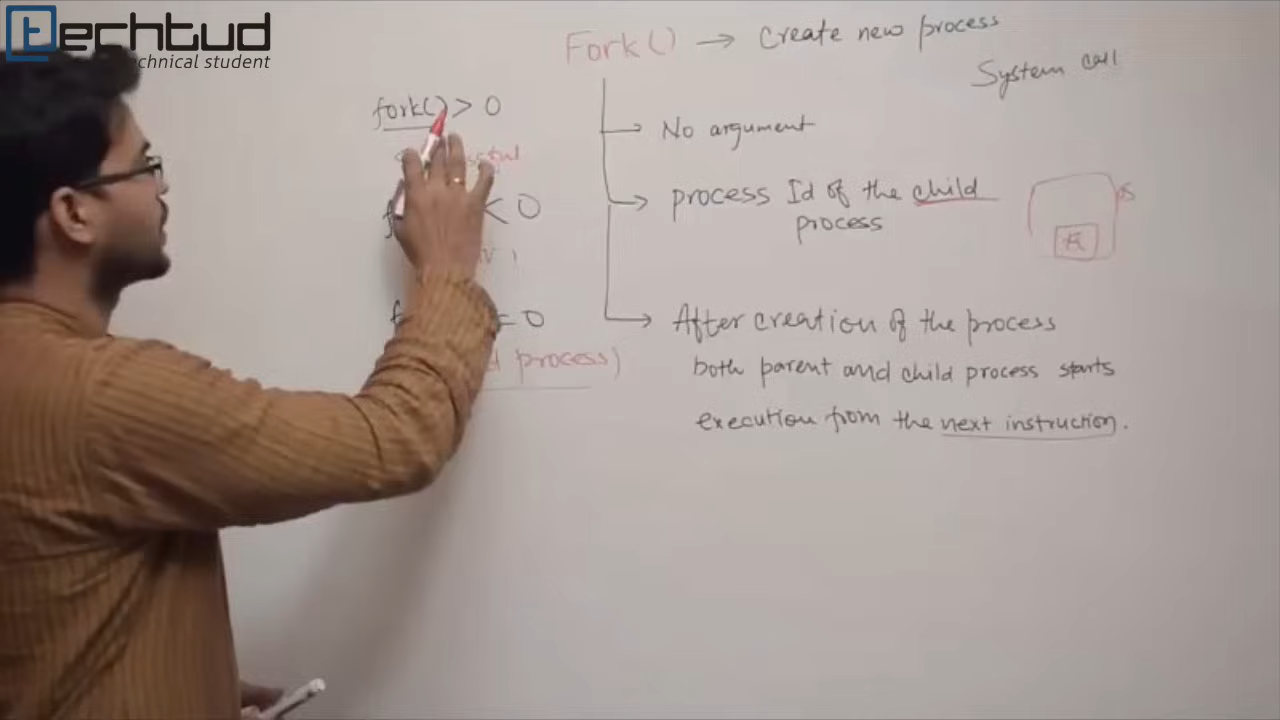 techtud
technical student
Fork() → Create new process
System call
fork() > 0
No argument
process Id of the child
process
< 0
After creation of the process
both parent and child process starts
execution from the next instruction.
= 0
process)